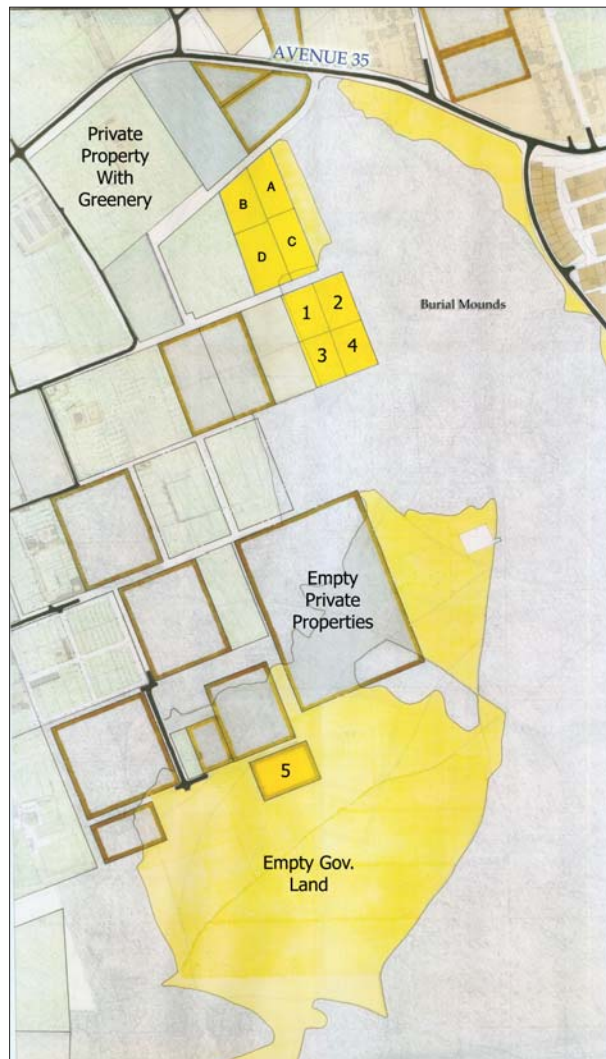 AVENUE 35
Private
Property
With
Greenery
A
B
C
D
Burial Mounds
1
2
3
4
Empty
Private
Properties
5
Empty Gov.
Land